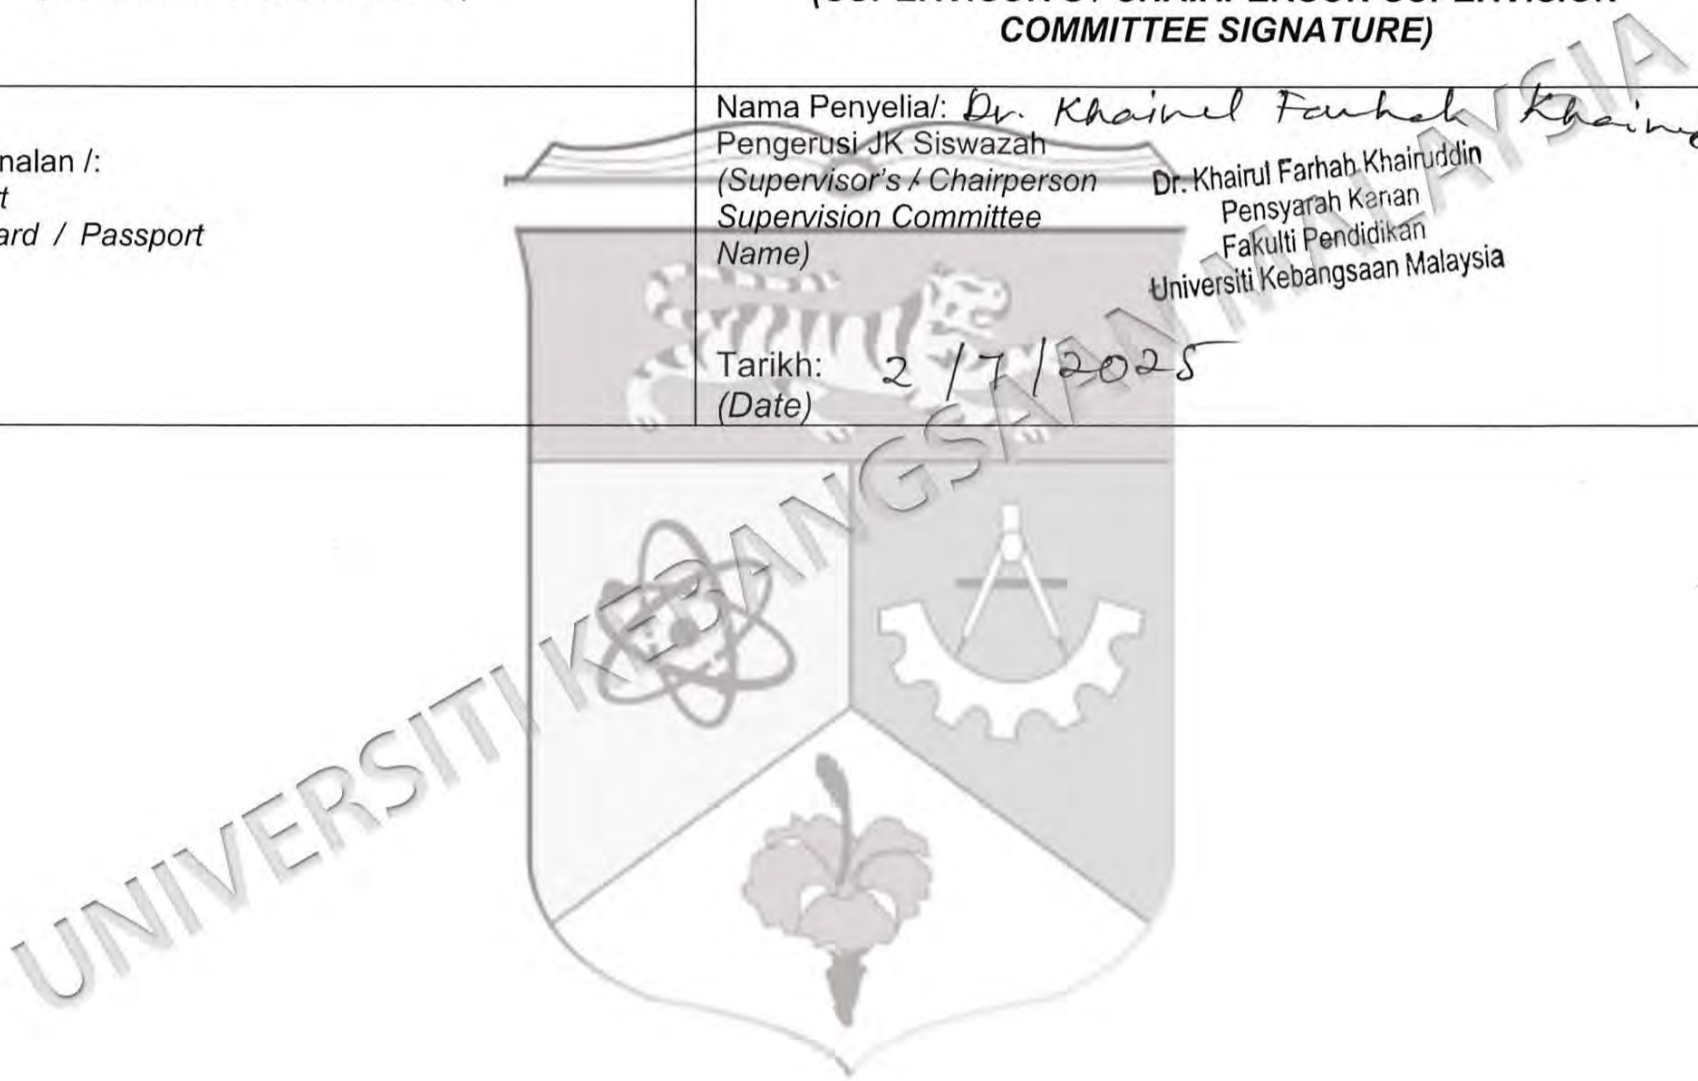 COMMITTEE SIGNATURE)
nalan /:
t
ard / Passport
Nama Penyelia/: Dr. Khairul Farhah
Pengerusi JK Siswazah
(Supervisor's / Chairperson
Supervision Committee
Name)
Dr. Khairul Farhah Khairuddin
Pensyarah Kanan
Fakulti Pendidikan
Universiti Kebangsaan Malaysia
Tarikh: 2/7/2025
(Date)
UNIVERSITI KEBANGSAAN MALAYSIA